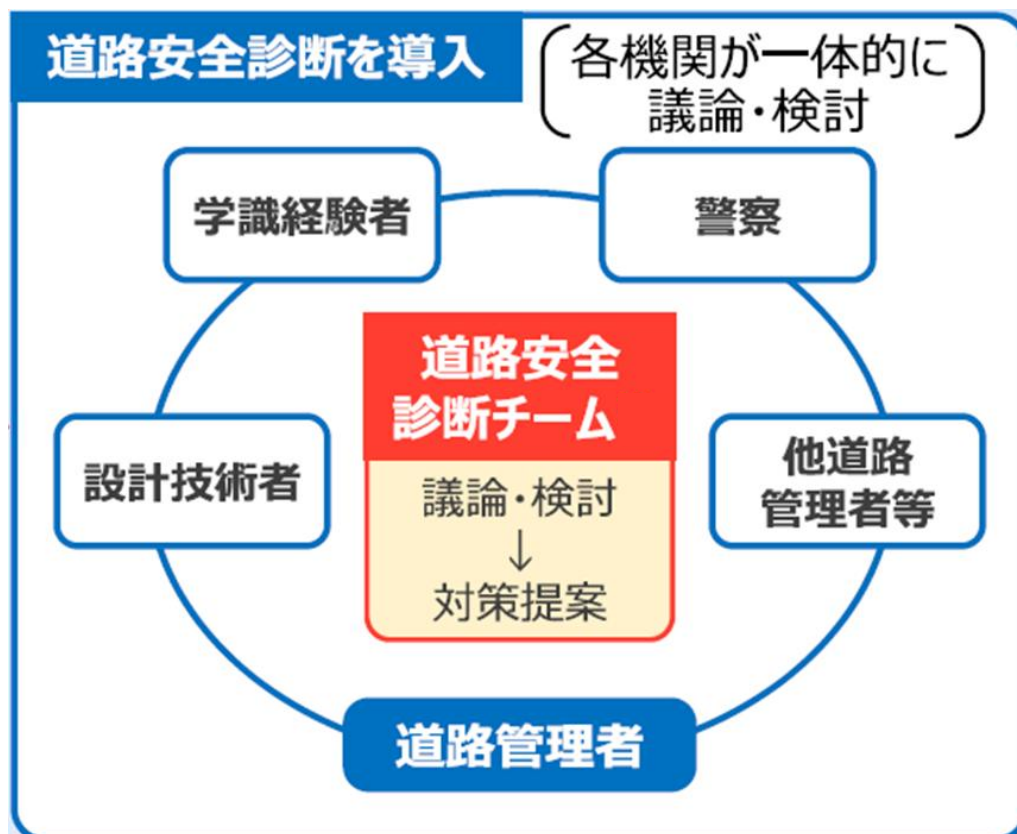 道路安全診断を導入
各機関が一体的に
議論・検討
学識経験者
警察
道路安全
診断チーム
議論・検討
↓
対策提案
設計技術者
他道路
管理者等
道路管理者